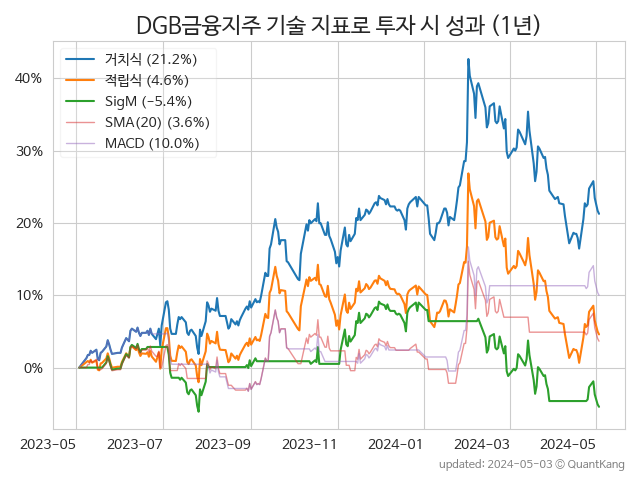 DGB금융지주 기술 지표로 투자 시 성과 (1년)
거치식 (21.2%)
적립식 (4.6%)
SigM (−5.4%)
SMA(20) (3.6%)
MACD (10.0%)
40%
30%
20%
10%
0%
2023-05 2023-07 2023-09 2023-11 2024-01 2024-03 2024-05
updated: 2024-05-03 © QuantKang